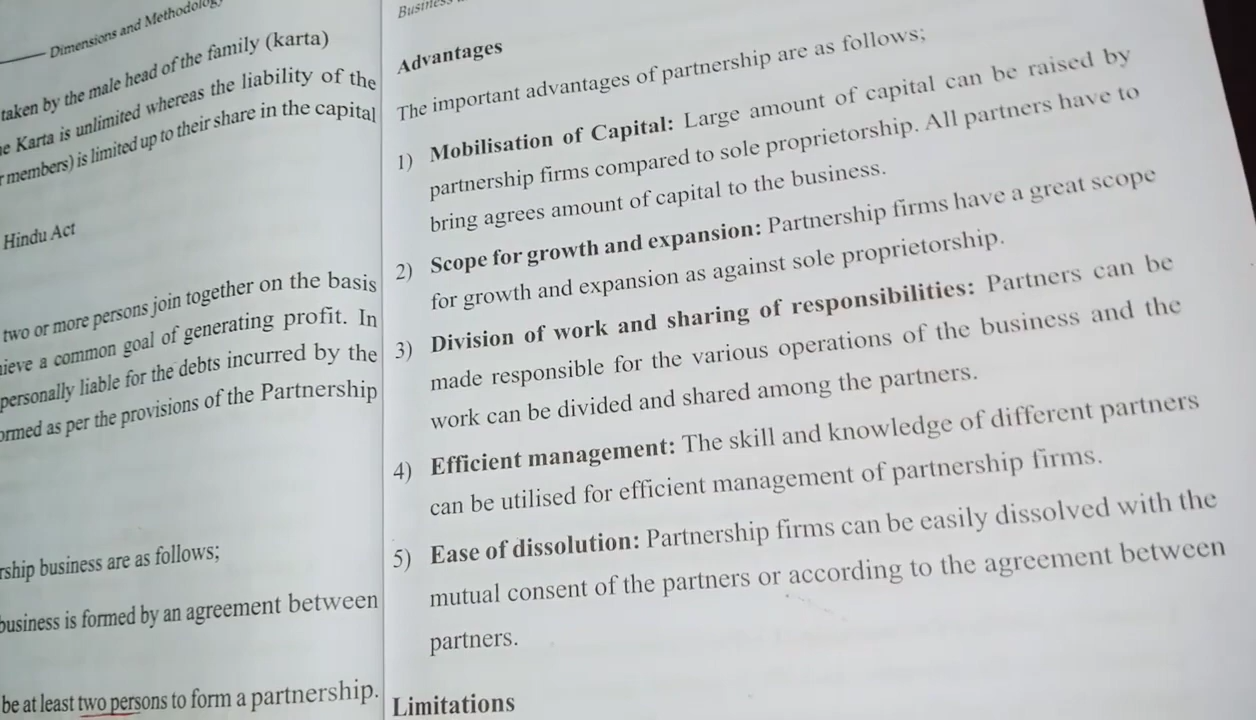 Dimensions and Methodology
taken by the male head of the family (karta)
Karta is unlimited whereas the liability of the
members) is limited up to their share in the capital
Hindu Act
two or more persons join together on the basis
a common goal of generating profit. In
personally liable for the debts incurred by the
as per the provisions of the Partnership
business are as follows;
business is formed by an agreement between
be at least two persons to form a partnership.
Business
Advantages
The important advantages of partnership are as follows;
1) Mobilisation of Capital: Large amount of capital can be raised by
partnership firms compared to sole proprietorship. All partners have to
bring agrees amount of capital to the business.
2) Scope for growth and expansion: Partnership firms have a great scope
for growth and expansion as against sole proprietorship.
3) Division of work and sharing of responsibilities: Partners can be
made responsible for the various operations of the business and the
work can be divided and shared among the partners.
4) Efficient management: The skill and knowledge of different partners
can be utilised for efficient management of partnership firms.
5) Ease of dissolution: Partnership firms can be easily dissolved with the
mutual consent of the partners or according to the agreement between
partners.
Limitations